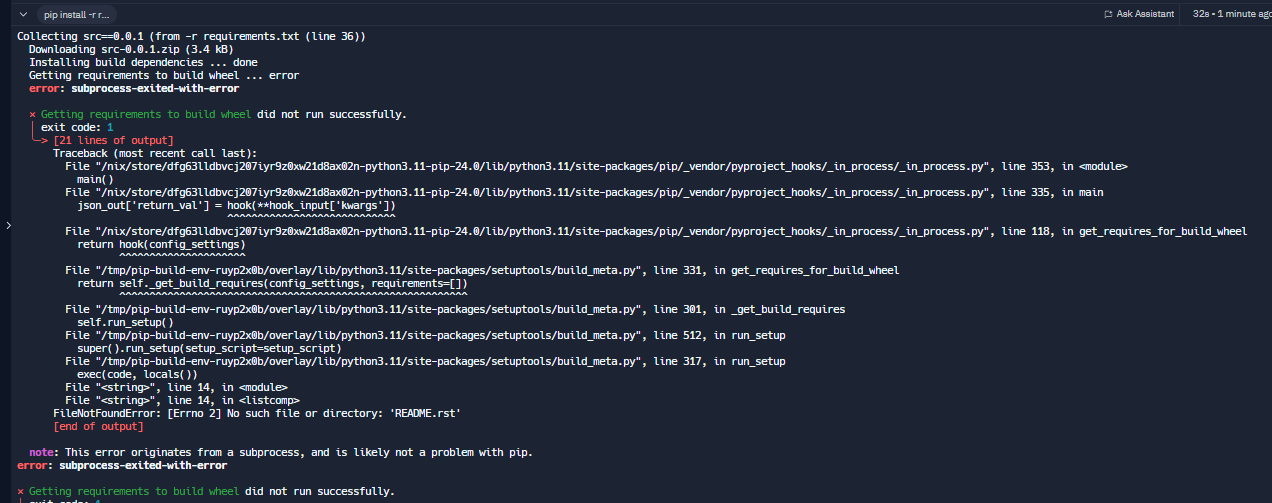 pip install -r r...
Ask Assistant
32s • 1 minute ago
Collecting src==0.0.1 (from -r requirements.txt (line 36))
Downloading src-0.0.1.zip (3.4 kB)
Installing build dependencies ... done
Getting requirements to build wheel ... error
error: subprocess-exited-with-error
× Getting requirements to build wheel did not run successfully.
│ exit code: 1
╰─> [21 lines of output]
Traceback (most recent call last):
File "/nix/store/dfg63lldbvcj207iyr9z0xw21d8ax02n-python3.11-pip-24.0/lib/python3.11/site-packages/pip/_vendor/pyproject_hooks/_in_process/_in_process.py", line 353, in <module>
main()
File "/nix/store/dfg63lldbvcj207iyr9z0xw21d8ax02n-python3.11-pip-24.0/lib/python3.11/site-packages/pip/_vendor/pyproject_hooks/_in_process/_in_process.py", line 335, in main
json_out['return_val'] = hook(**hook_input['kwargs'])
^^^^^^^^^^^^^^^^^^^^^^^^^^^^
File "/nix/store/dfg63lldbvcj207iyr9z0xw21d8ax02n-python3.11-pip-24.0/lib/python3.11/site-packages/pip/_vendor/pyproject_hooks/_in_process/_in_process.py", line 118, in get_requires_for_build_wheel
return hook(config_settings)
^^^^^^^^^^^^^^^^^^^^^
File "/tmp/pip-build-env-ruyp2x0b/overlay/lib/python3.11/site-packages/setuptools/build_meta.py", line 331, in get_requires_for_build_wheel
return self._get_build_requires(config_settings, requirements=[])
^^^^^^^^^^^^^^^^^^^^^^^^^^^^^^^^^^^^^^^^^^^^^^^^^^^^^^^^^^
File "/tmp/pip-build-env-ruyp2x0b/overlay/lib/python3.11/site-packages/setuptools/build_meta.py", line 301, in _get_build_requires
self.run_setup()
File "/tmp/pip-build-env-ruyp2x0b/overlay/lib/python3.11/site-packages/setuptools/build_meta.py", line 512, in run_setup
super().run_setup(setup_script=setup_script)
File "/tmp/pip-build-env-ruyp2x0b/overlay/lib/python3.11/site-packages/setuptools/build_meta.py", line 317, in run_setup
exec(code, locals())
File "<string>", line 14, in <module>
File "<string>", line 14, in <listcomp>
FileNotFoundError: [Errno 2] No such file or directory: 'README.rst'
[end of output]
note: This error originates from a subprocess, and is likely not a problem with pip.
error: subprocess-exited-with-error
× Getting requirements to build wheel did not run successfully.